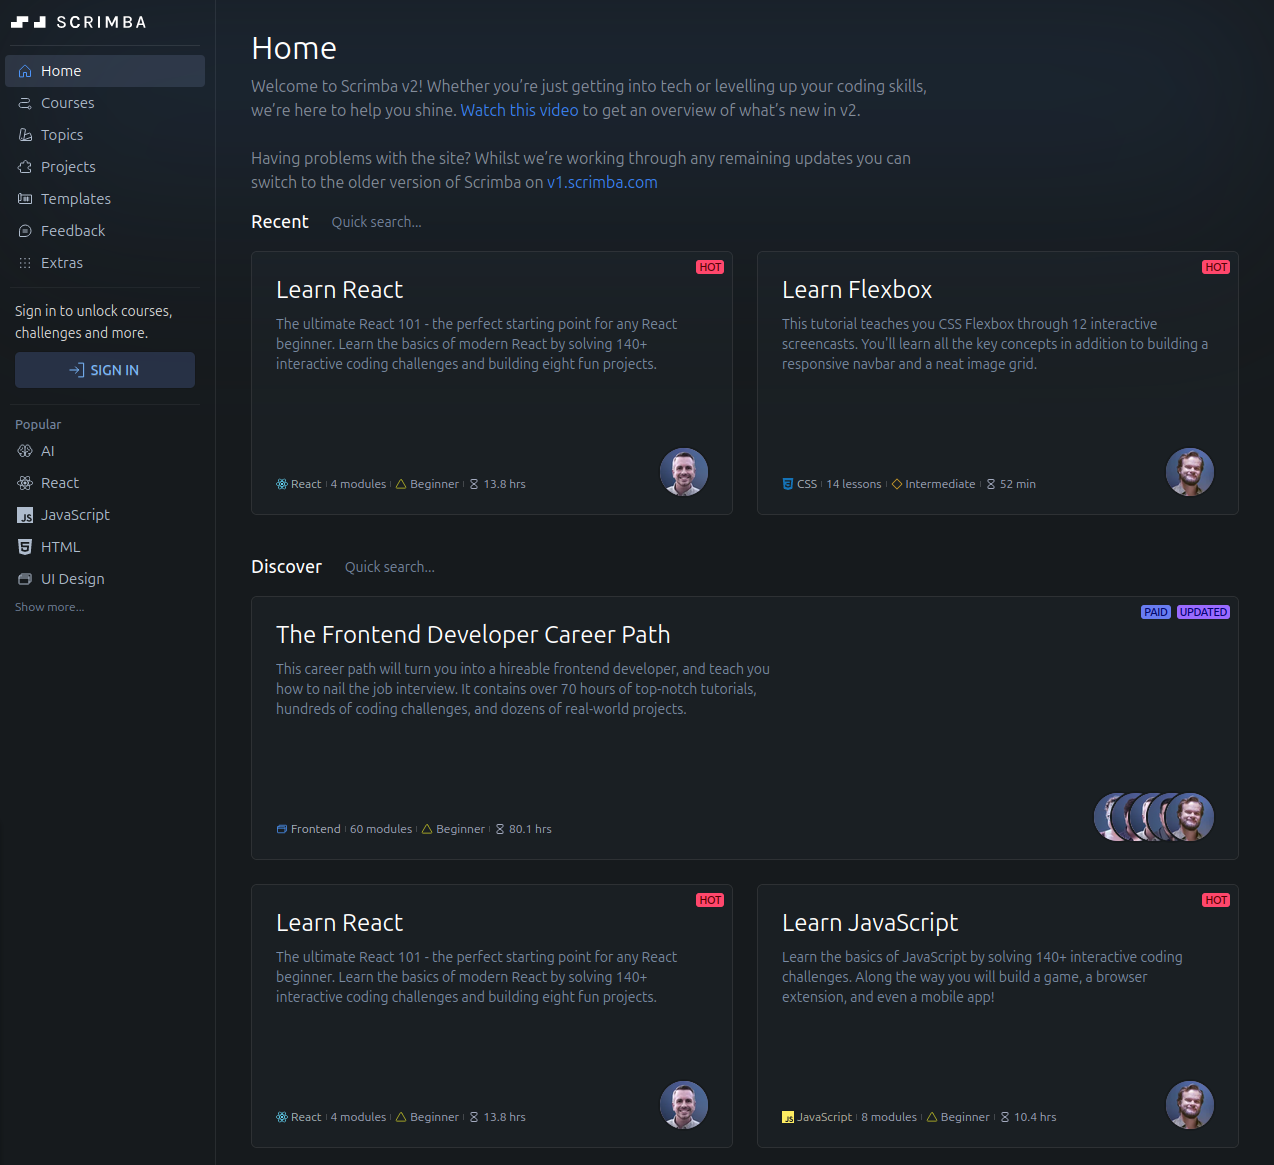 SCRIMBA
Home
Courses
Topics
Projects
Templates
Feedback
Extras
Sign in to unlock courses,
challenges and more.
SIGN IN
Popular
AI
React
JavaScript
HTML
UI Design
Show more...
Home
Welcome to Scrimba v2! Whether you’re just getting into tech or levelling up your coding skills,
we’re here to help you shine. Watch this video to get an overview of what’s new in v2.
Having problems with the site? Whilst we’re working through any remaining updates you can
switch to the older version of Scrimba on v1.scrimba.com
Recent Quick search...
HOT
Learn React
The ultimate React 101 - the perfect starting point for any React
beginner. Learn the basics of modern React by solving 140+
interactive coding challenges and building eight fun projects.
React 4 modules Beginner 13.8 hrs
HOT
Learn Flexbox
This tutorial teaches you CSS Flexbox through 12 interactive
screencasts. You'll learn all the key concepts in addition to building a
responsive navbar and a neat image grid.
CSS 14 lessons Intermediate 52 min
Discover Quick search...
PAID UPDATED
The Frontend Developer Career Path
This career path will turn you into a hireable frontend developer, and teach you
how to nail the job interview. It contains over 70 hours of top-notch tutorials,
hundreds of coding challenges, and dozens of real-world projects.
Frontend 60 modules Beginner 80.1 hrs
HOT
Learn React
The ultimate React 101 - the perfect starting point for any React
beginner. Learn the basics of modern React by solving 140+
interactive coding challenges and building eight fun projects.
React 4 modules Beginner 13.8 hrs
HOT
Learn JavaScript
Learn the basics of JavaScript by solving 140+ interactive coding
challenges. Along the way you will build a game, a browser
extension, and even a mobile app!
JS JavaScript 8 modules Beginner 10.4 hrs